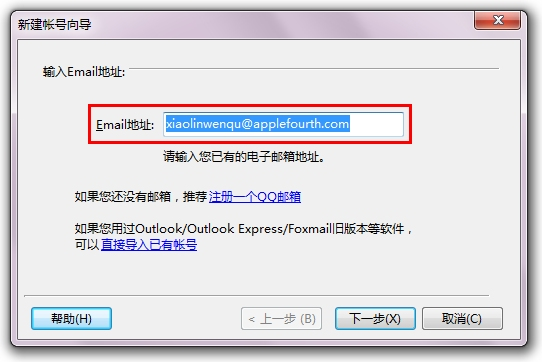 新建帐号向导
输入Email地址:
Email地址: xiaolinwenqu@applefourth.com
请输入您已有的电子邮箱地址。
如果您还没有邮箱，推荐 注册一个QQ邮箱
如果您用过Outlook/Outlook Express/Foxmail旧版本等软件，
可以 直接导入已有帐号
帮助(H) < 上一步 (B) 下一步(X) 取消(C)